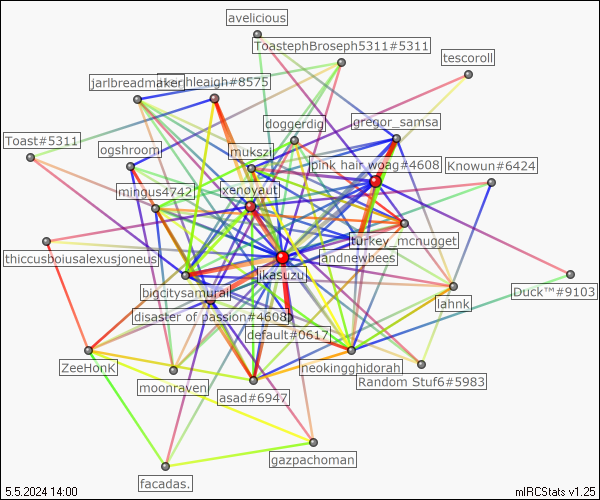 avelicious
ToastephBroseph5311#5311
tescoroll
jarlbreadmaker
hleigh#8575
doggerdig
gregor_samsa
Toast#5311
ogshroom
mukszi
pink hair woag#4608
Knowun#6424
mingus4742
xenoyaut
turkey_mcnugget
thiccusboiusalexusjoneus
andnewbees
ikasuzu
bigcitysamurai
Duck™#9103
jahnk
disaster of passion#4608
default#0617
ZeeHonK
neokingghidorah
Random Stuf6#5983
moonraven
asad#6947
gazpachoman
facadas.
5.5.2024 14:00
mIRCStats v1.25